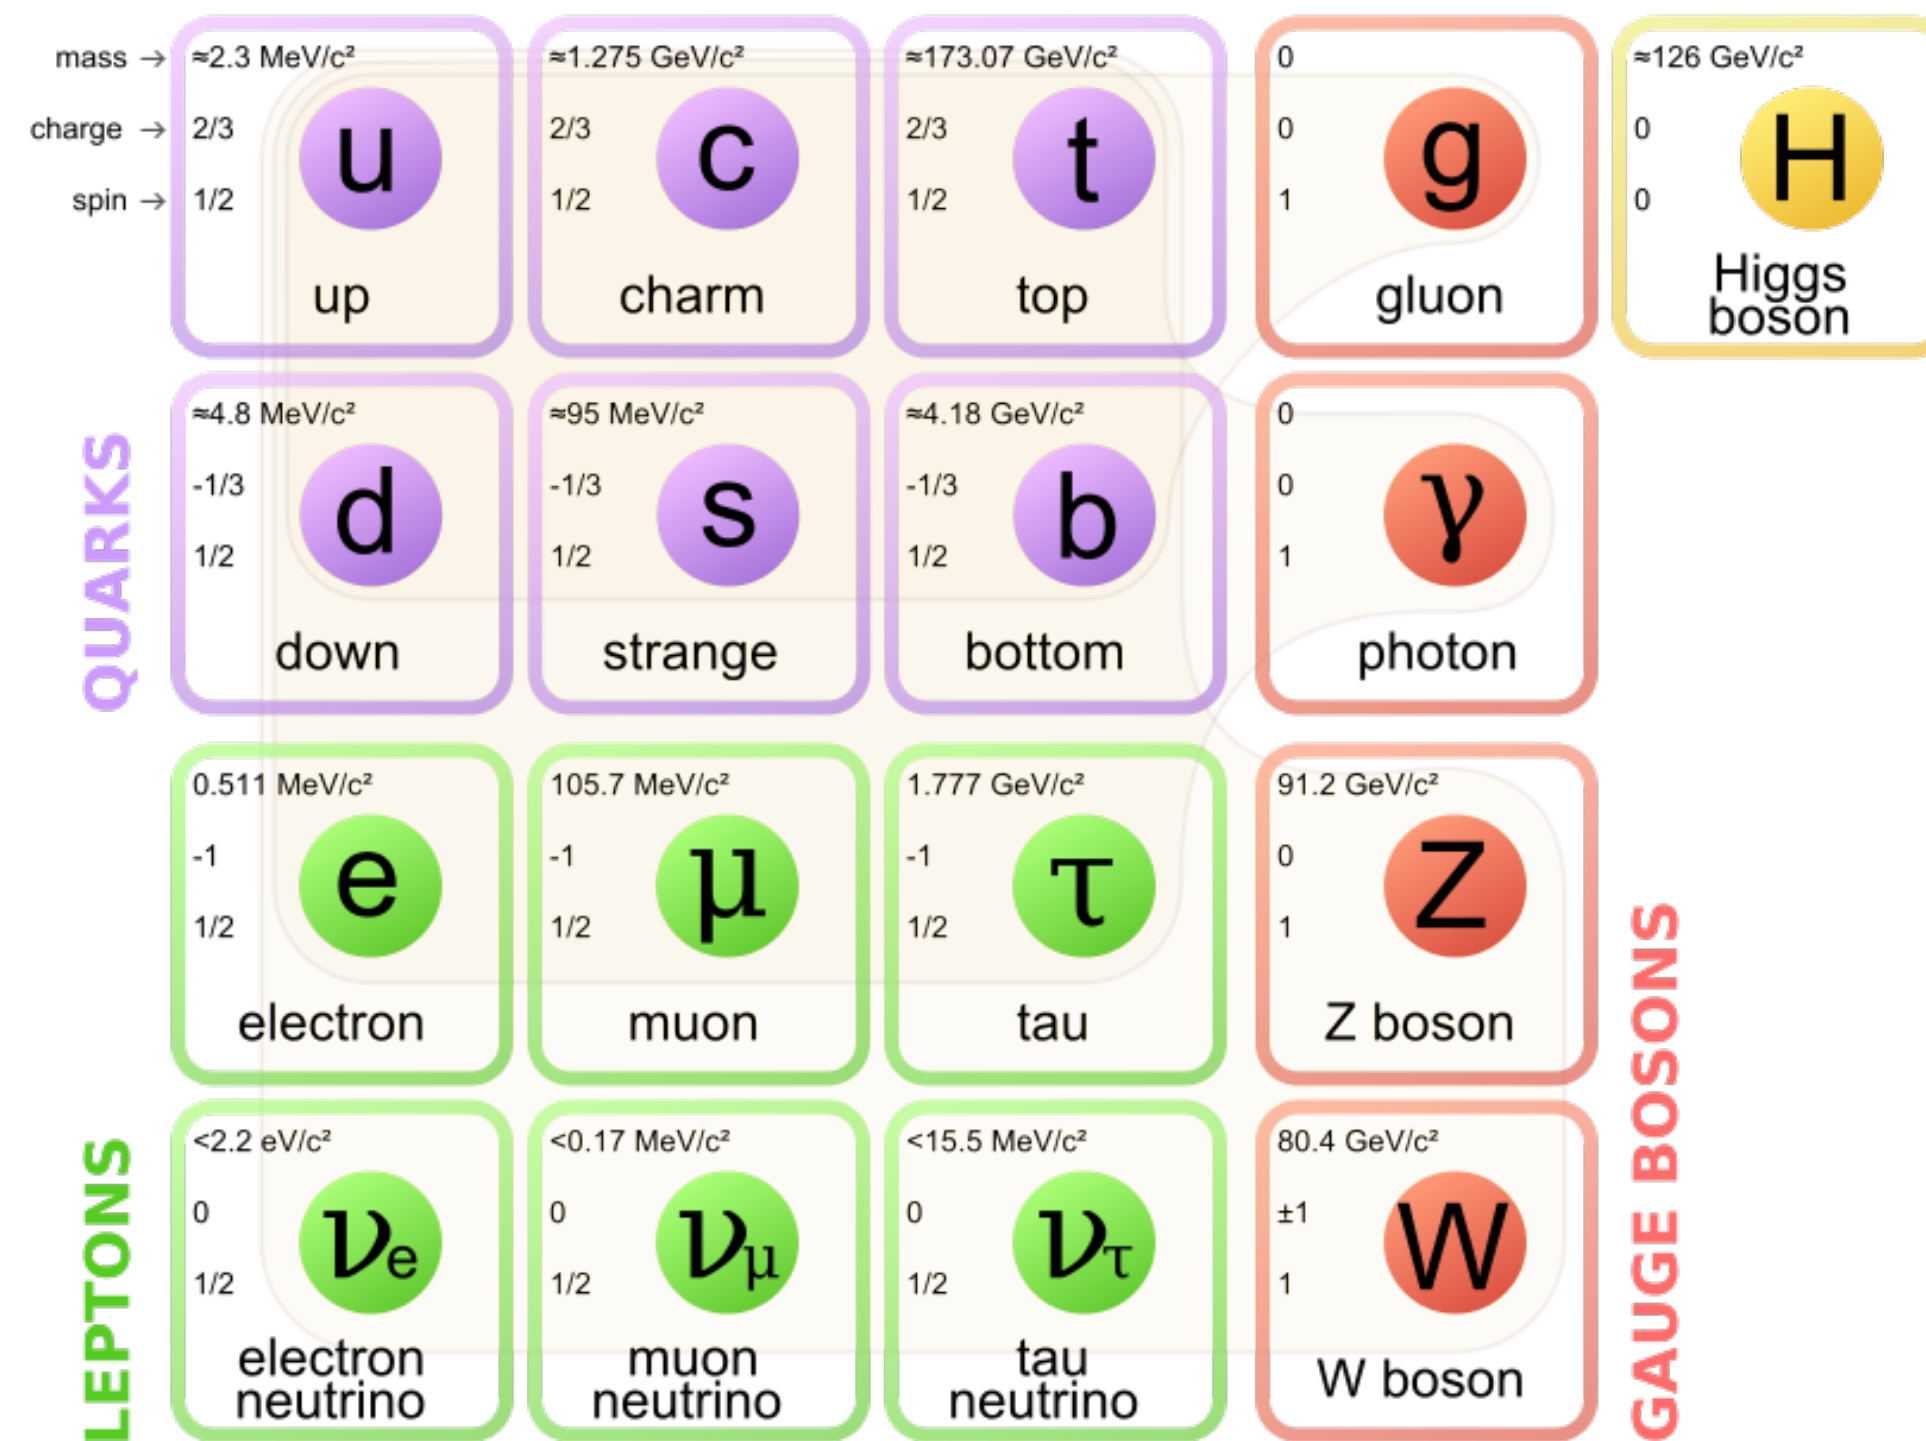 mass →
charge →
spin →
≈2.3 MeV/c²
2/3
1/2
u
up
≈1.275 GeV/c²
2/3
1/2
c
charm
≈173.07 GeV/c²
2/3
1/2
t
top
0
0
1
g
gluon
≈126 GeV/c²
0
0
H
Higgs
boson
QUARKS
≈4.8 MeV/c²
-1/3
1/2
d
down
≈95 MeV/c²
-1/3
1/2
s
strange
≈4.18 GeV/c²
-1/3
1/2
b
bottom
0
0
1
γ
photon
LEPTONS
0.511 MeV/c²
-1
1/2
e
electron
105.7 MeV/c²
-1
1/2
μ
muon
1.777 GeV/c²
-1
1/2
τ
tau
91.2 GeV/c²
0
1
Z
Z boson
<2.2 eV/c²
0
1/2
νe
electron
neutrino
<0.17 MeV/c²
0
1/2
νμ
muon
neutrino
<15.5 MeV/c²
0
1/2
ντ
tau
neutrino
80.4 GeV/c²
±1
1
W
W boson
GAUGE BOSONS